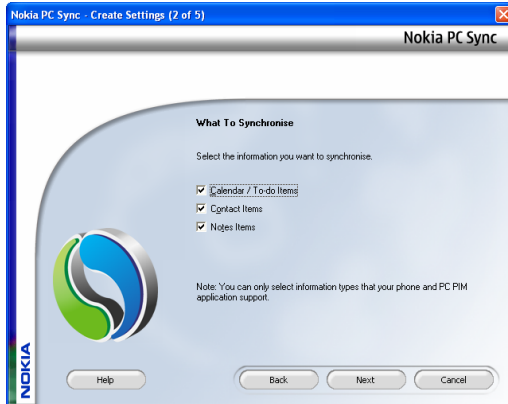 Nokia PC Sync - Create Settings (2 of 5)
Nokia PC Sync
What To Synchronise
Select the information you want to synchronise.
Calendar / To-do Items
Contact Items
Notes Items
Note: You can only select information types that your phone and PC PIM
application support.
NOKIA
Help
Back
Next
Cancel